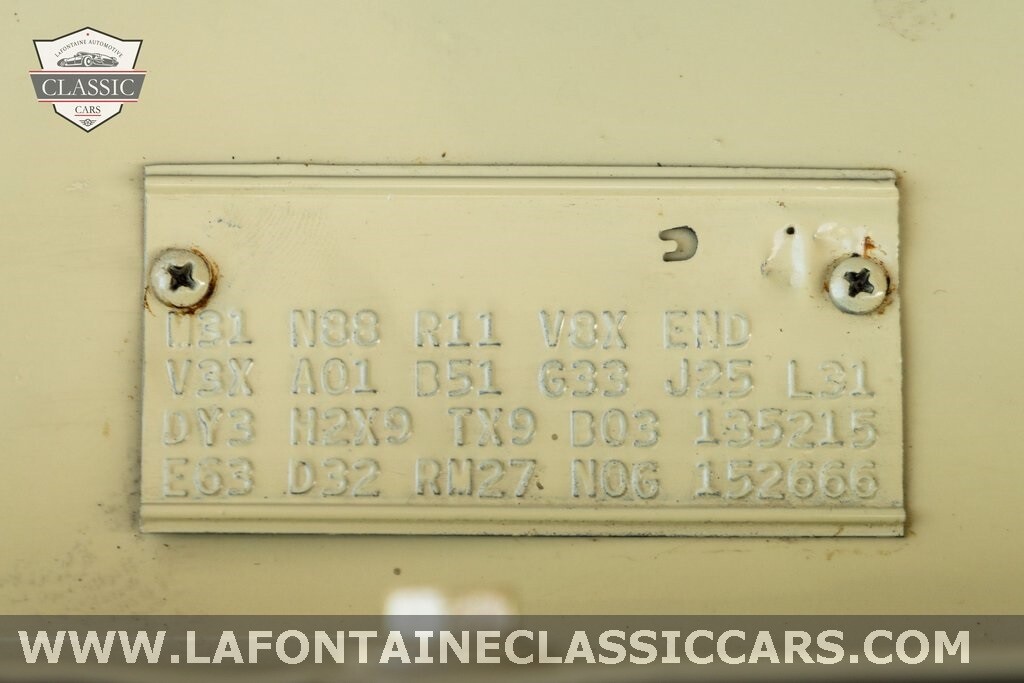 LAFONTAINE AUTOMOTIVE
CLASSIC
CARS
M31 N88 R11 V8X END
V3X A01 B51 G33 J25 L31
DY3 H2X9 TX9 B03 135215
E63 D32 RM27 N0G 152666
WWW.LAFONTAINECLASSICCARS.COM